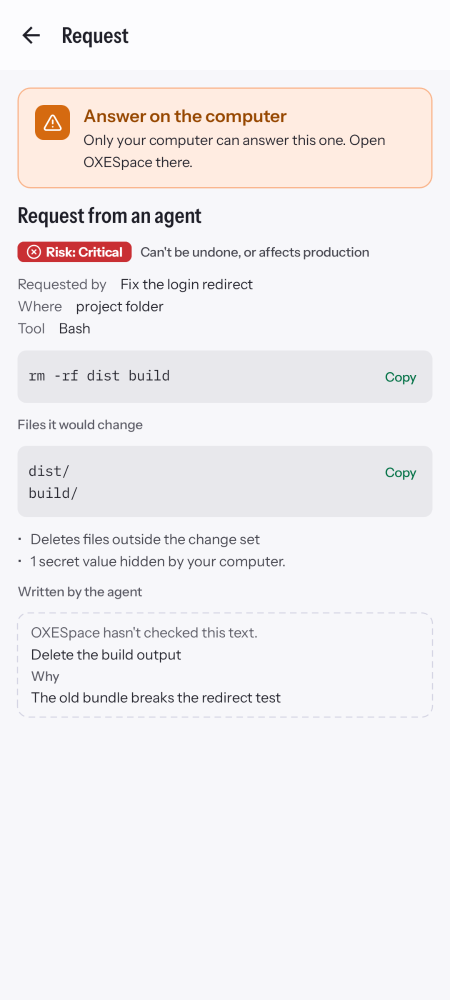 Request
Answer on the computer
Only your computer can answer this one. Open
OXESpace there.
Request from an agent
Risk: Critical Can't be undone, or affects production
Requested by Fix the login redirect
Where project folder
Tool Bash
rm -rf dist build Copy
Files it would change
dist/ Copy
build/
• Deletes files outside the change set
• 1 secret value hidden by your computer.
Written by the agent
OXESpace hasn't checked this text.
Delete the build output
Why
The old bundle breaks the redirect test